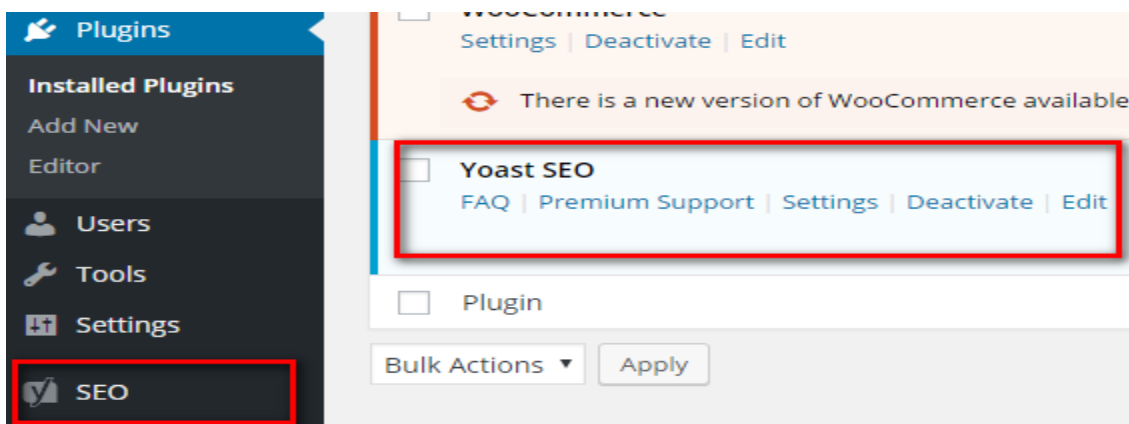 Plugins
Installed Plugins
Add New
Editor
Users
Tools
Settings
SEO
WooCommerce
Settings | Deactivate | Edit
There is a new version of WooCommerce available
Yoast SEO
FAQ | Premium Support | Settings | Deactivate | Edit
Plugin
Bulk Actions
Apply